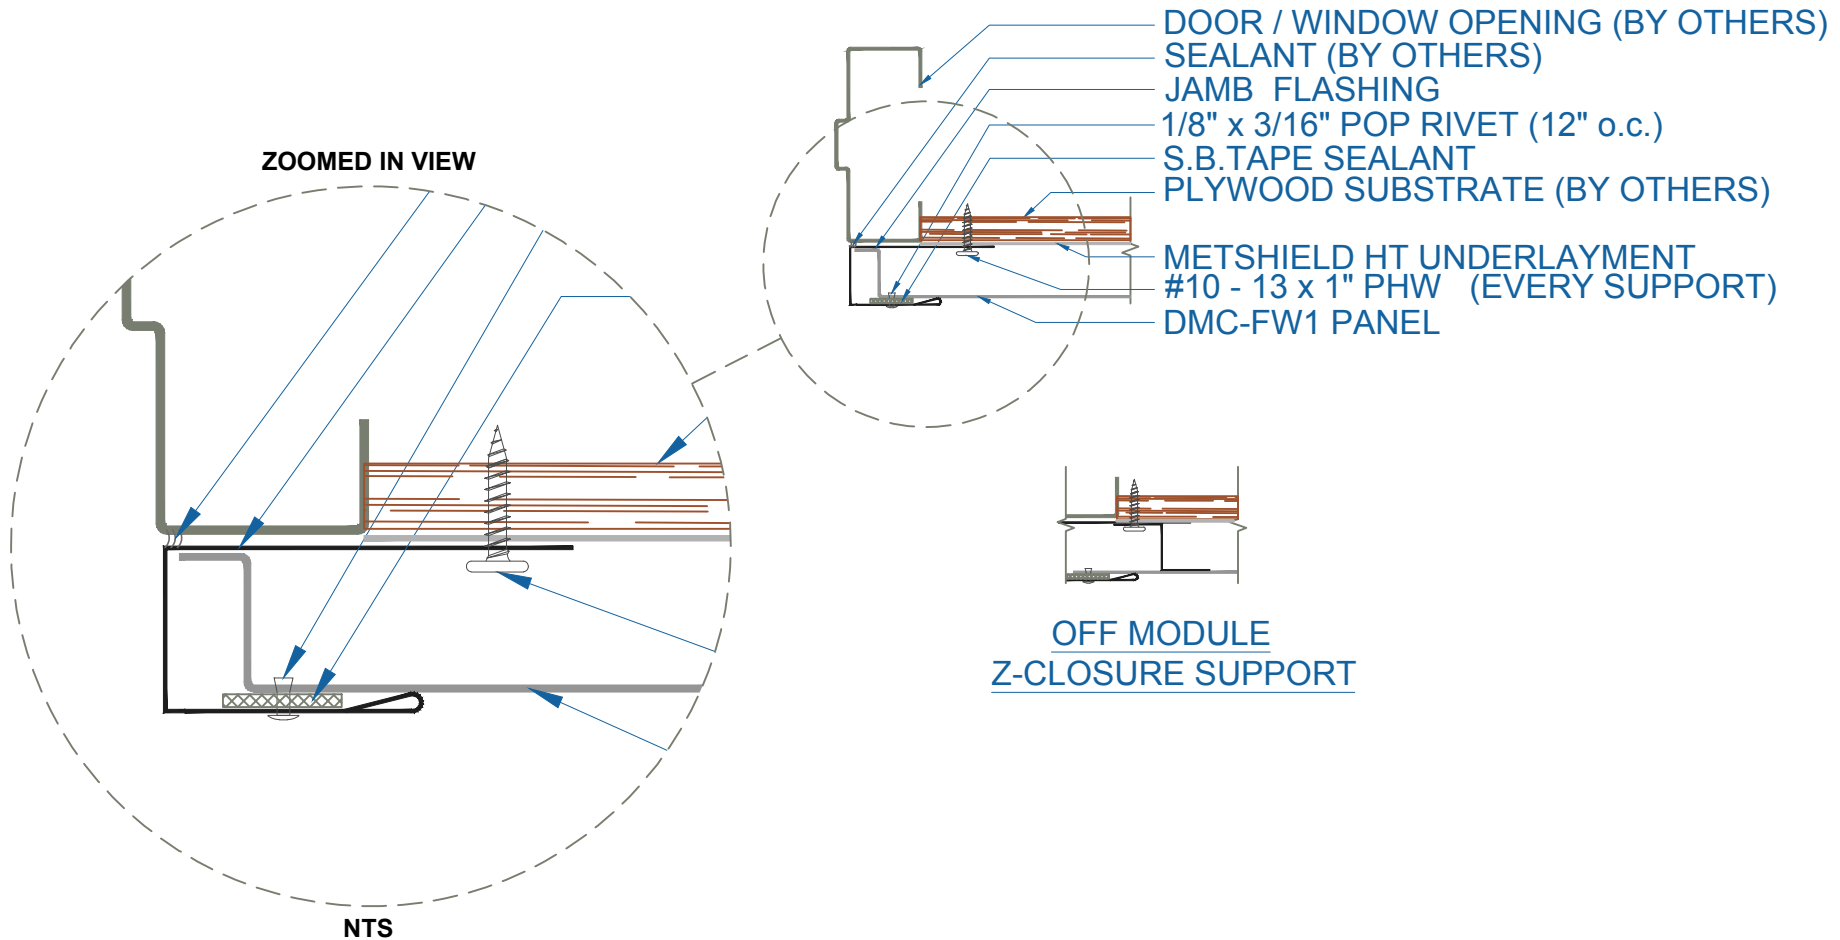 DOOR / WINDOW OPENING (BY OTHERS)
SEALANT (BY OTHERS)
JAMB FLASHING
1/8" x 3/16" POP RIVET (12" o.c.)
S.B.TAPE SEALANT
PLYWOOD SUBSTRATE (BY OTHERS)
METSHIELD HT UNDERLAYMENT
#10 - 13 x 1" PHW (EVERY SUPPORT)
DMC-FW1 PANEL
ZOOMED IN VIEW
OFF MODULE
Z-CLOSURE SUPPORT
NTS